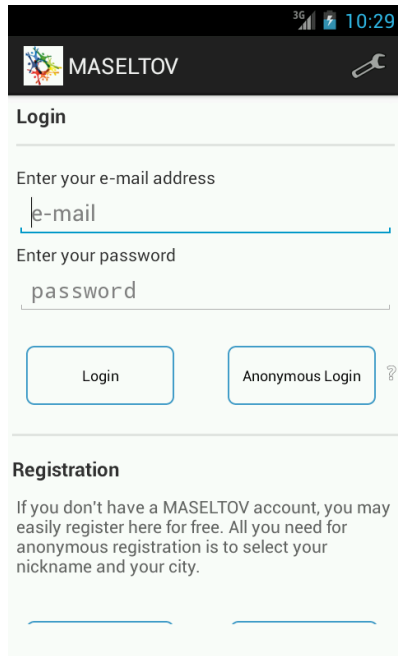 3G 10:29
MASELTOV
Login
Enter your e-mail address
e-mail
Enter your password
password
Login Anonymous Login ?
Registration
If you don't have a MASELTOV account, you may
easily register here for free. All you need for
anonymous registration is to select your
nickname and your city.